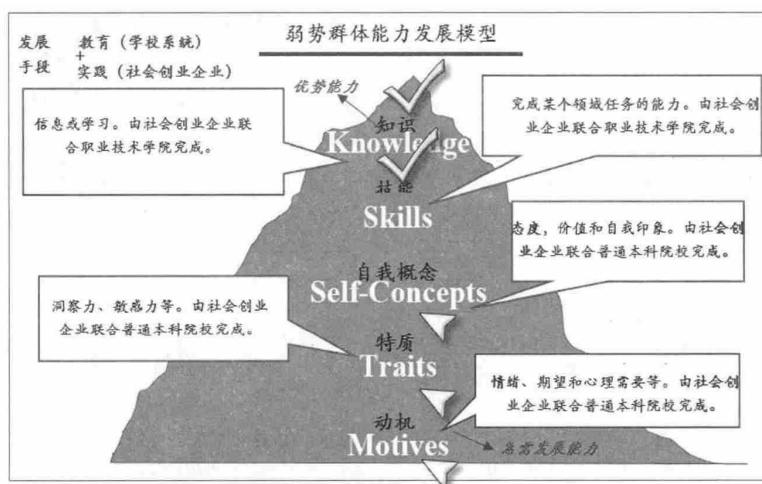 弱势群体能力发展模型
发展 教育（学校系统）
+
手段 实践（社会创业企业）
优势能力
信息或学习。由社会创业企业联
合职业技术学院完成。
完成某个领域任务的能力。由社会创
业企业联合职业技术学院完成。
知识
Knowledge
技能
Skills
态度，价值和自我印象。由社会创
业企业联合普通本科院校完成。
自我概念
Self-Concepts
洞察力、敏感力等。由社会创业
企业联合普通本科院校完成。
特质
Traits
情绪、期望和心理需要等。由社会创
业企业联合普通本科院校完成。
动机
Motives
急需发展能力